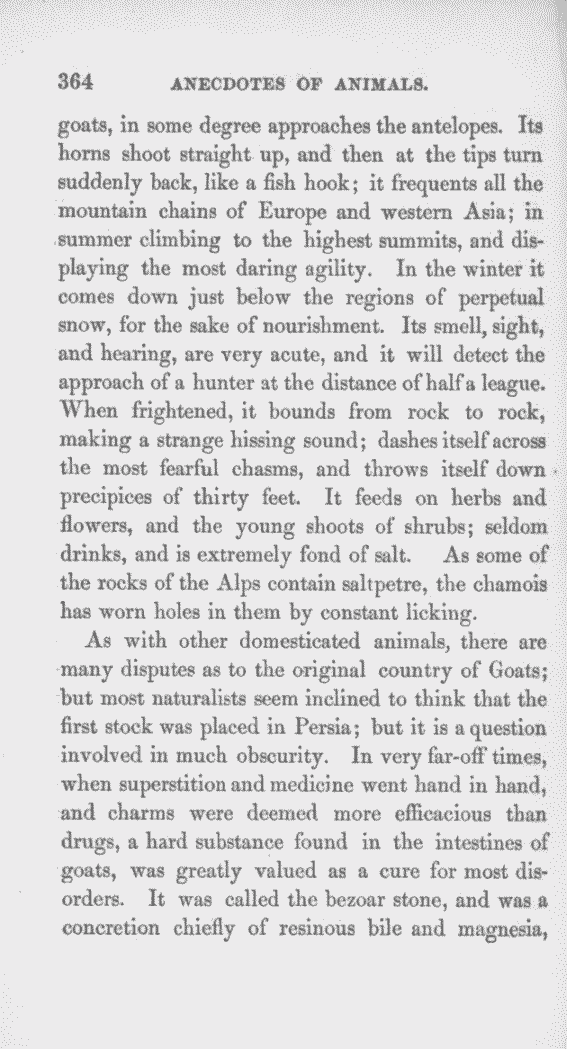 364 ANECDOTES OF ANIMALS.
goats, in some degree approaches the antelopes. Its
horns shoot straight up, and then at the tips turn
suddenly back, like a fish hook; it frequents all the
mountain chains of Europe and western Asia; in
summer climbing to the highest summits, and dis-
playing the most daring agility. In the winter it
comes down just below the regions of perpetual
snow, for the sake of nourishment. Its smell, sight,
and hearing, are very acute, and it will detect the
approach of a hunter at the distance of half a league.
When frightened, it bounds from rock to rock,
making a strange hissing sound; dashes itself across
the most fearful chasms, and throws itself down
precipices of thirty feet. It feeds on herbs and
flowers, and the young shoots of shrubs; seldom
drinks, and is extremely fond of salt. As some of
the rocks of the Alps contain saltpetre, the chamois
has worn holes in them by constant licking.
As with other domesticated animals, there are
many disputes as to the original country of Goats;
but most naturalists seem inclined to think that the
first stock was placed in Persia; but it is a question
involved in much obscurity. In very far-off times,
when superstition and medicine went hand in hand,
and charms were deemed more efficacious than
drugs, a hard substance found in the intestines of
goats, was greatly valued as a cure for most dis-
orders. It was called the bezoar stone, and was a
concretion chiefly of resinous bile and magnesia,